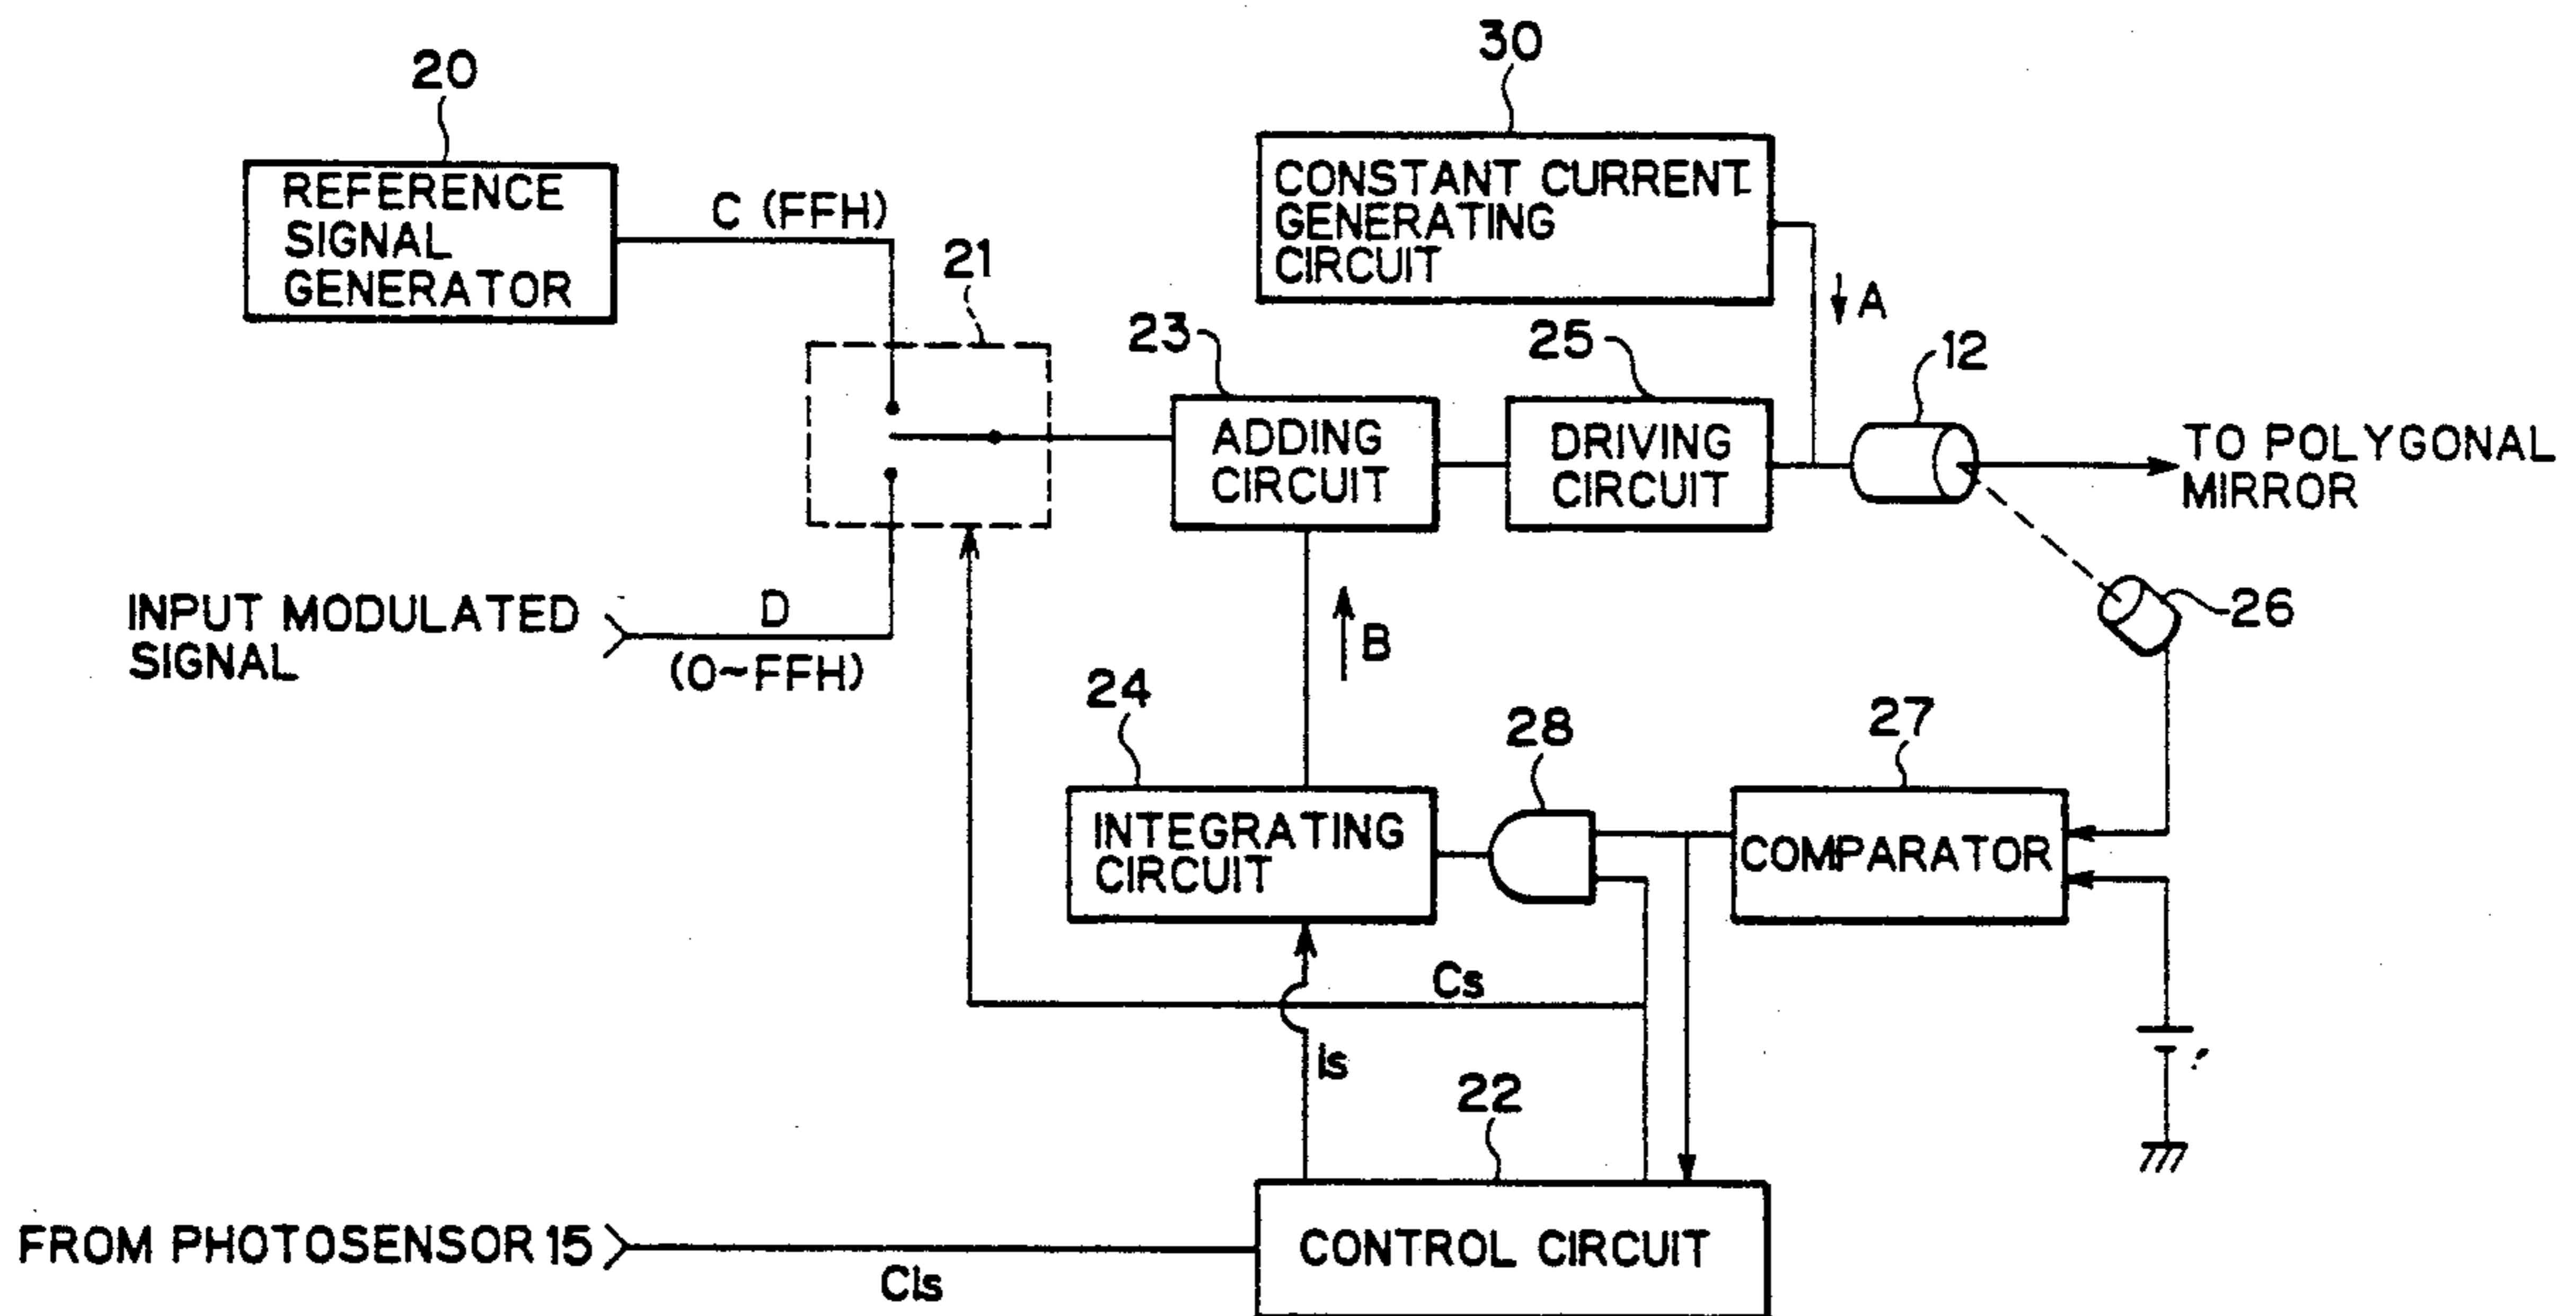 20
REFERENCE
SIGNAL
GENERATOR
C (FFH)
21
30
CONSTANT CURRENT
GENERATING
CIRCUIT
A
23
ADDING
CIRCUIT
25
DRIVING
CIRCUIT
12
TO POLYGONAL
MIRROR
26
INPUT MODULATED
SIGNAL
D
(0~FFH)
B
24
INTEGRATING
CIRCUIT
28
27
COMPARATOR
Cs
is
22
CONTROL CIRCUIT
FROM PHOTOSENSOR 15
CIs